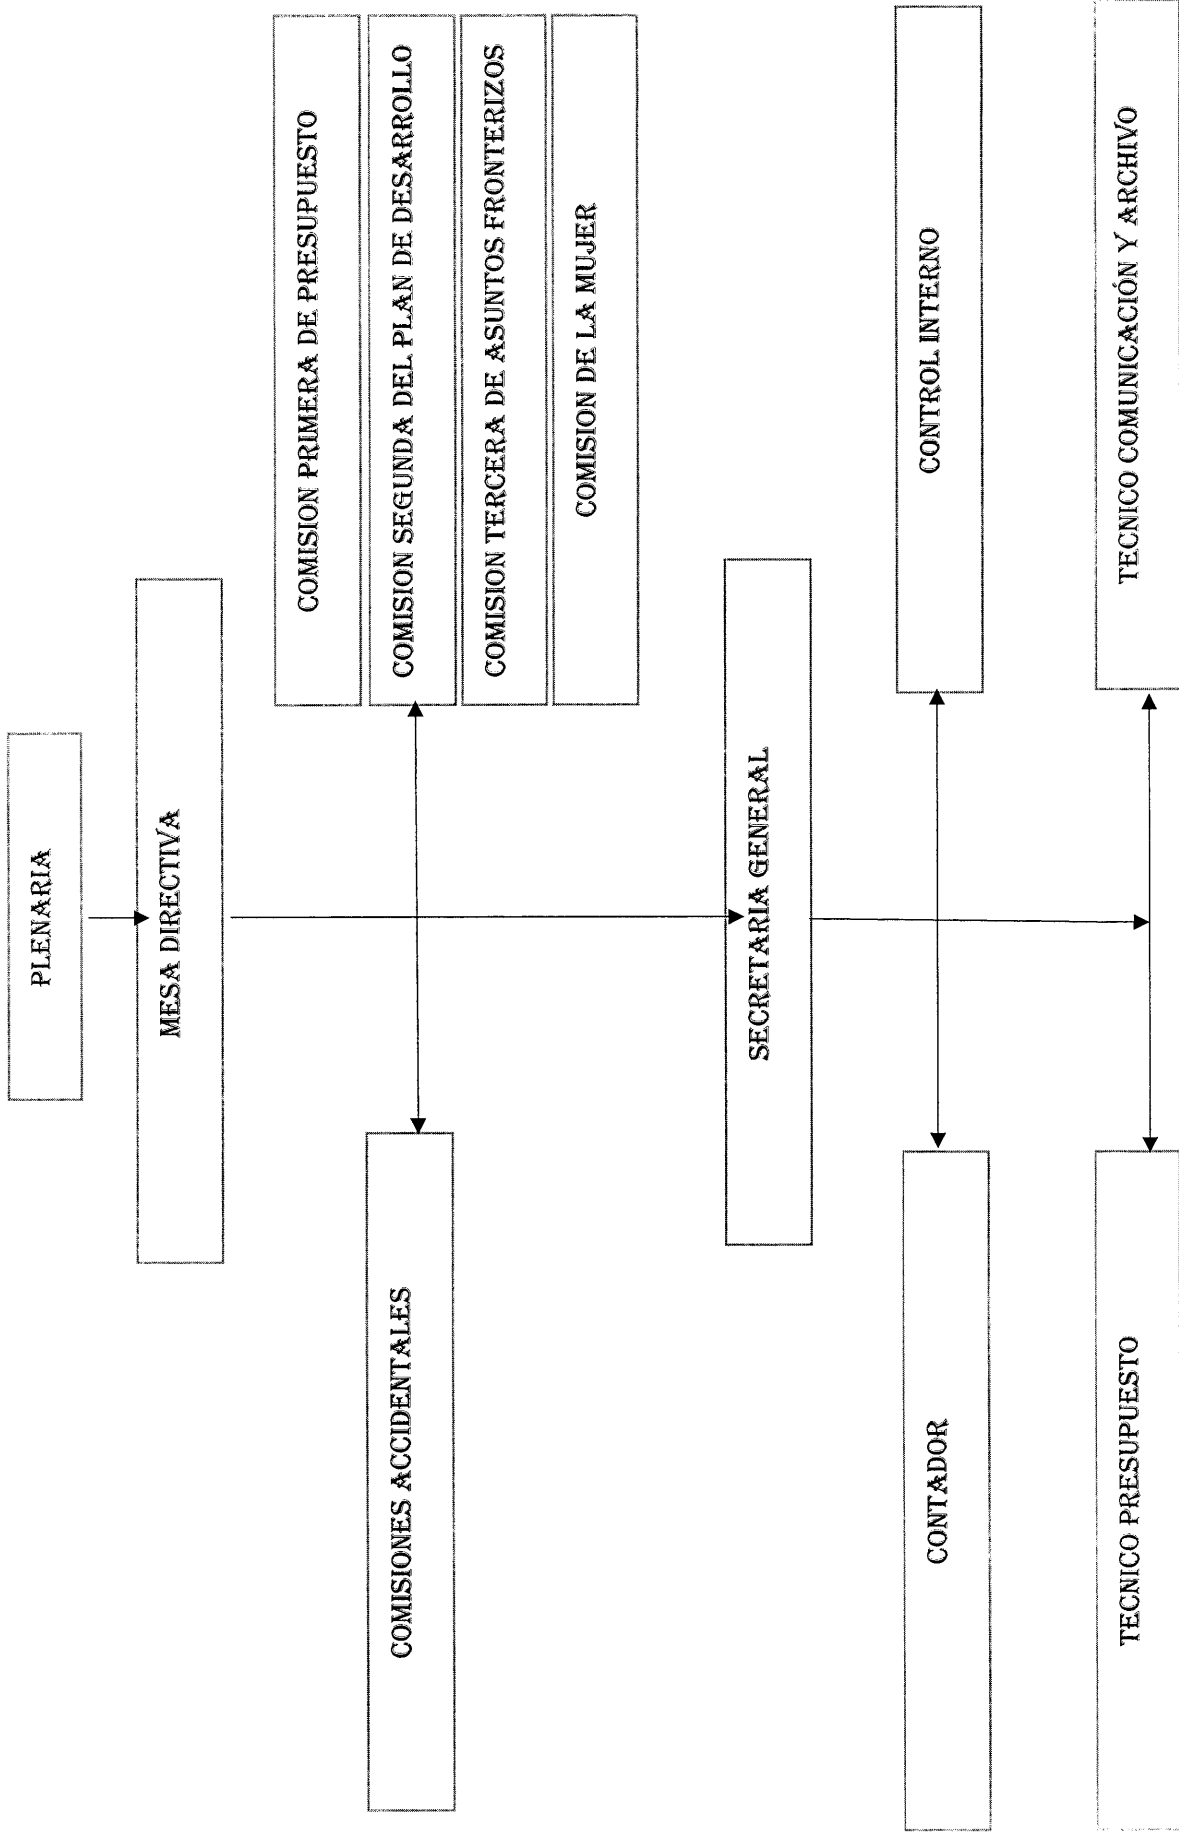 PLENARIA
MESA DIRECTIVA
COMISIONES ACCIDENTALES
COMISION PRIMERA DE PRESUPUESTO
COMISION SEGUNDA DEL PLAN DE DESARROLLO
COMISION TERCERA DE ASUNTOS FRONTERIZOS
COMISION DE LA MUJER
SECRETARIA GENERAL
CONTADOR
CONTROL INTERNO
TECNICO PRESUPUESTO
TECNICO COMUNICACIÓN Y ARCHIVO